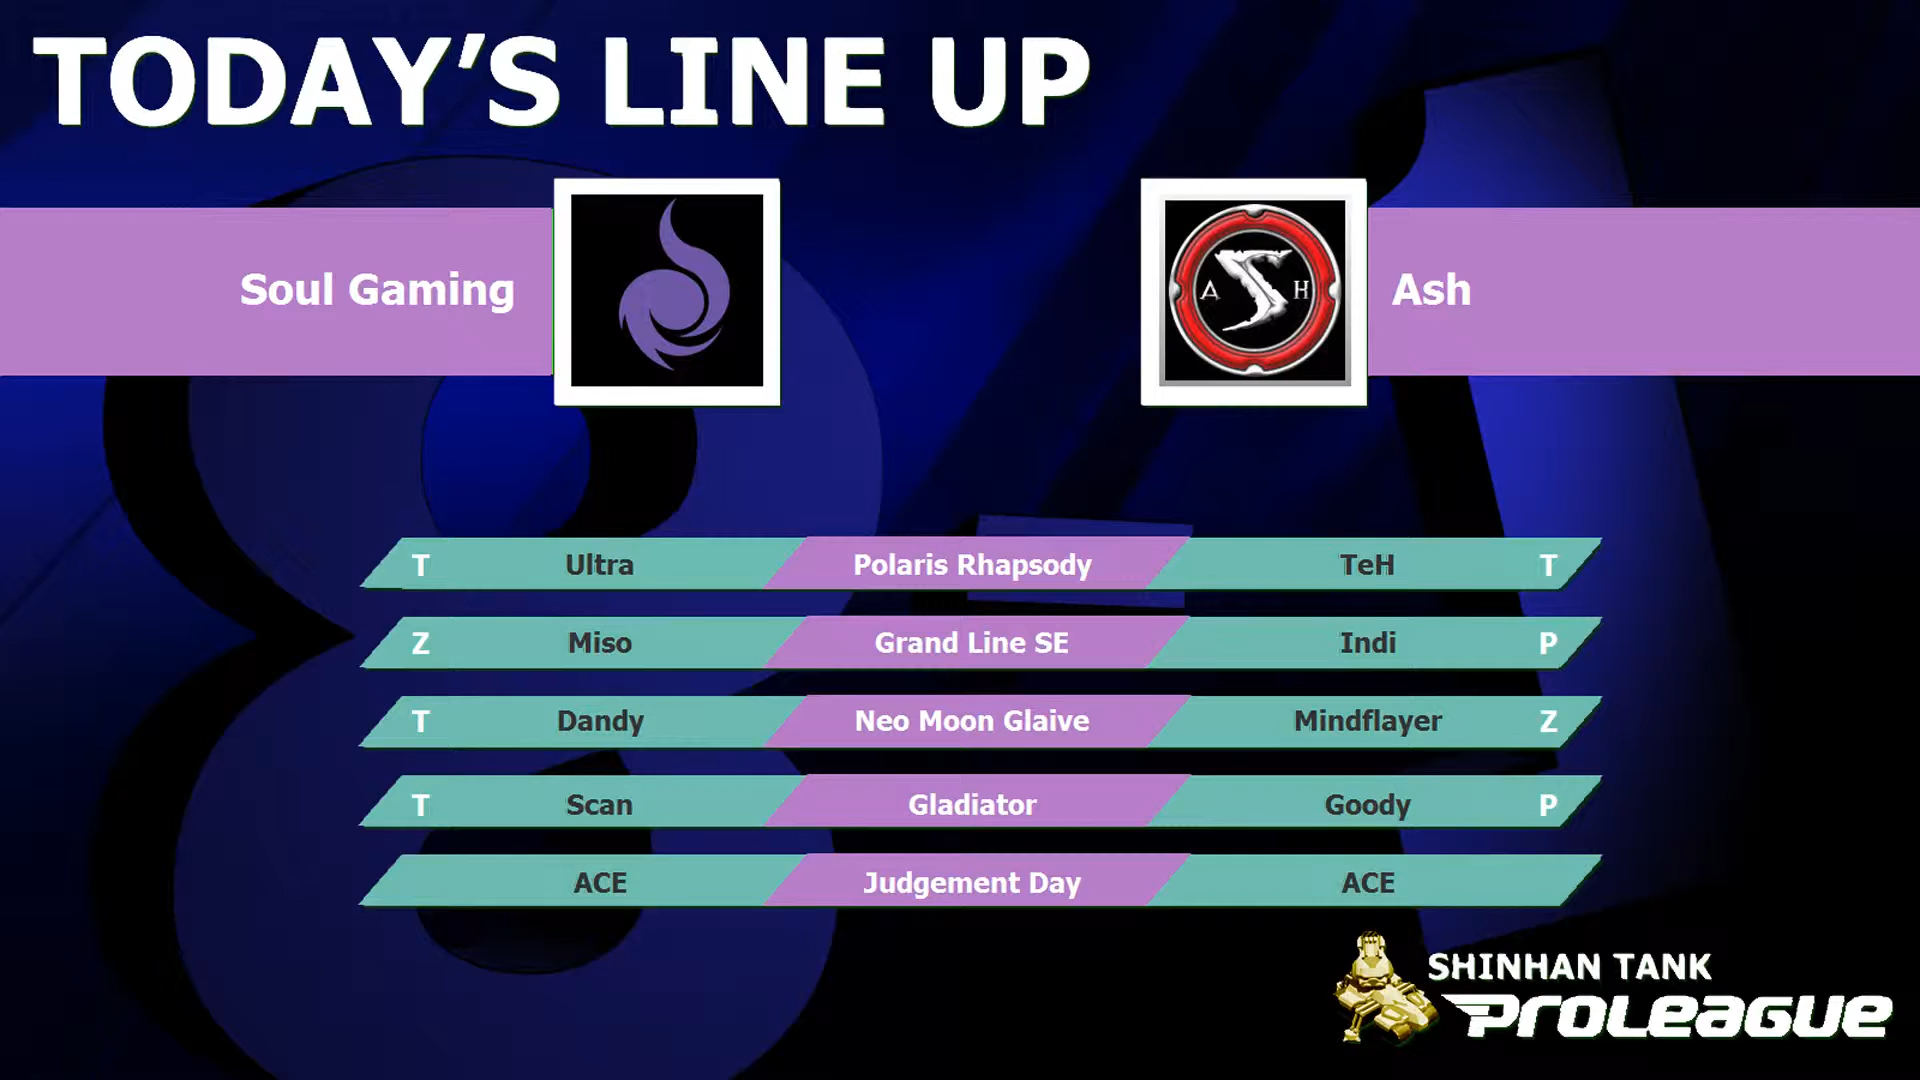 TODAY'S LINE UP
Soul Gaming
A S H
Ash
T Ultra Polaris Rhapsody TeH T
Z Miso Grand Line SE Indi P
T Dandy Neo Moon Glaive Mindflayer Z
T Scan Gladiator Goody P
ACE Judgement Day ACE
SHINHAN TANK
PROLEAGUE